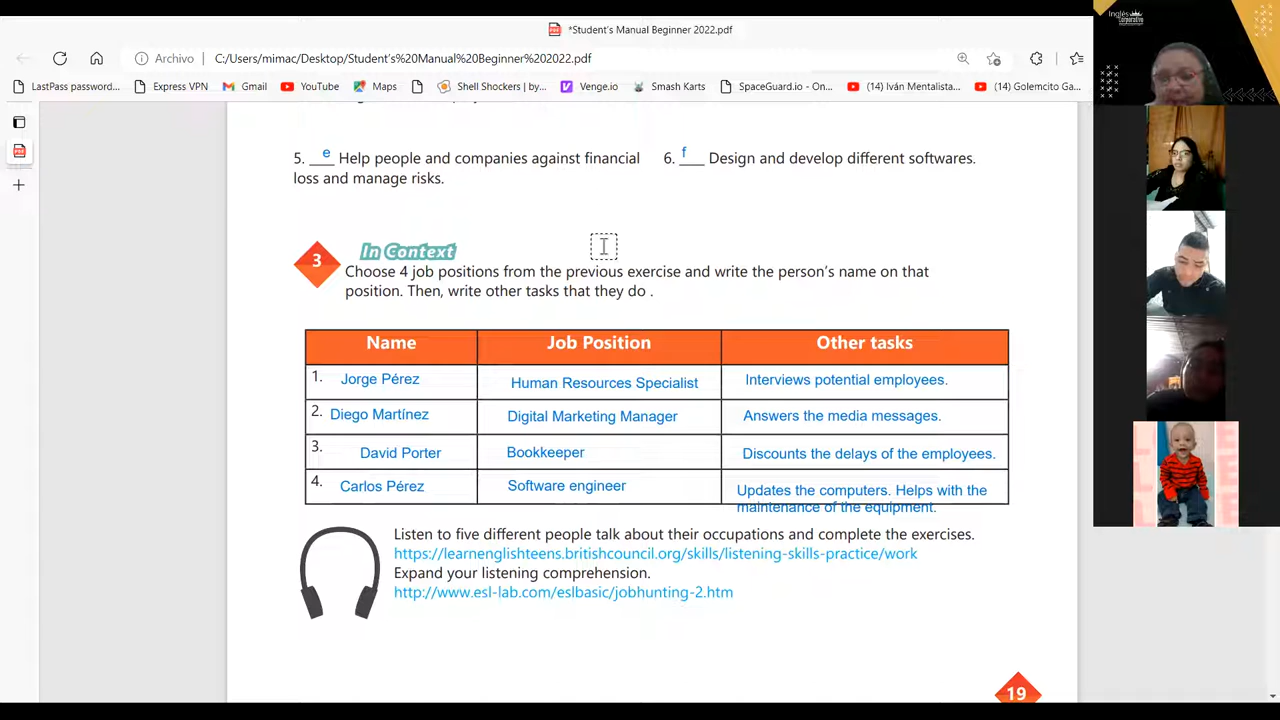 *Student's Manual Beginner 2022.pdf
Archivo
C:/Users/mimac/Desktop/Student's%20Manual%20Beginner%202022.pdf
LastPass password...
Express VPN
Gmail
YouTube
Maps
Shell Shockers | by...
Venge.io
Smash Karts
SpaceGuard.io - On...
(14) Iván Mentalista...
(14) Golemcito Ga...
Inglés
Corporativo
5. e Help people and companies against financial
loss and manage risks.
6. f Design and develop different softwares.
3
In Context
Choose 4 job positions from the previous exercise and write the person's name on that
position. Then, write other tasks that they do .
Name Job Position Other tasks
1. Jorge Pérez Human Resources Specialist Interviews potential employees.
2. Diego Martínez Digital Marketing Manager Answers the media messages.
3. David Porter Bookkeeper Discounts the delays of the employees.
4. Carlos Pérez Software engineer Updates the computers. Helps with the
maintenance of the equipment.
Listen to five different people talk about their occupations and complete the exercises.
https://learnenglishteens.britishcouncil.org/skills/listening-skills-practice/work
Expand your listening comprehension.
http://www.esl-lab.com/eslbasic/jobhunting-2.htm
19